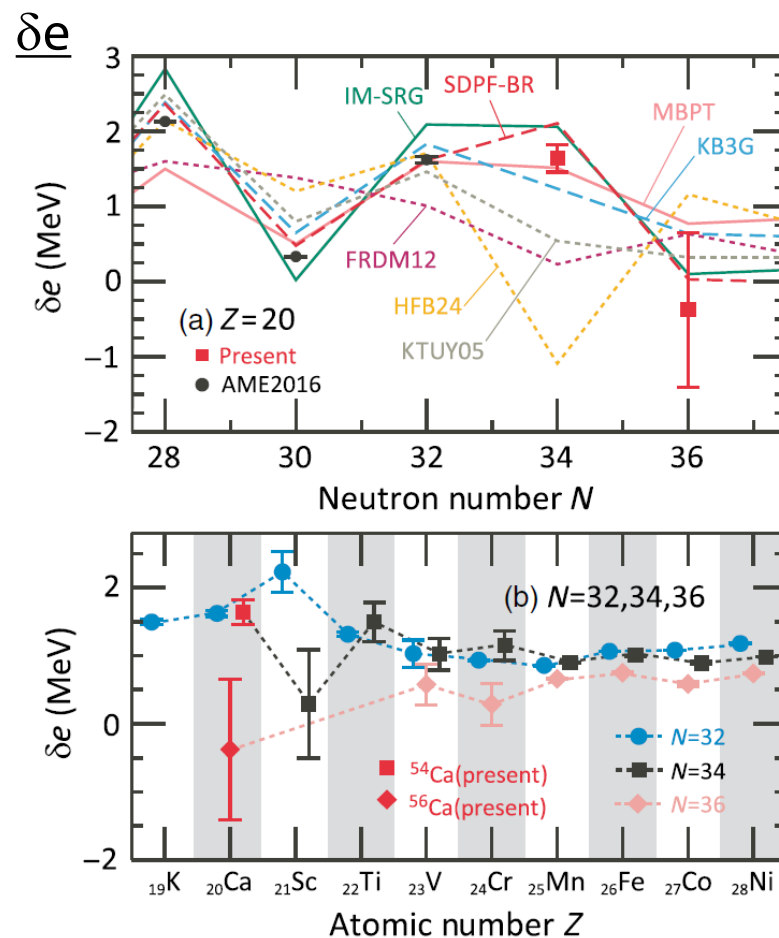 δe
3
2
1
0
−1
−2
δe (MeV)
IM-SRG
SDPF-BR
MBPT
KB3G
FRDM12
HFB24
KTUY05
(a) Z=20
Present
AME2016
28 30 32 34 36
Neutron number N
2
0
−2
δe (MeV)
(b) N=32,34,36
N=32
N=34
N=36
⁵⁴Ca(present)
⁵⁶Ca(present)
₁₉K ₂₀Ca ₂₁Sc ₂₂Ti ₂₃V ₂₄Cr ₂₅Mn ₂₆Fe ₂₇Co ₂₈Ni
Atomic number Z